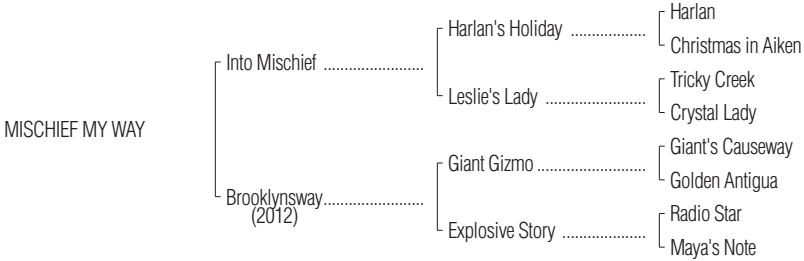 Harlan
Harlan's Holiday ..................
Christmas in Aiken
Into Mischief ........................
Tricky Creek
Leslie's Lady ........................
Crystal Lady
MISCHIEF MY WAY
Giant's Causeway
Giant Gizmo ..........................
Golden Antigua
Brooklynsway........................
(2012)
Radio Star
Explosive Story ....................
Maya's Note